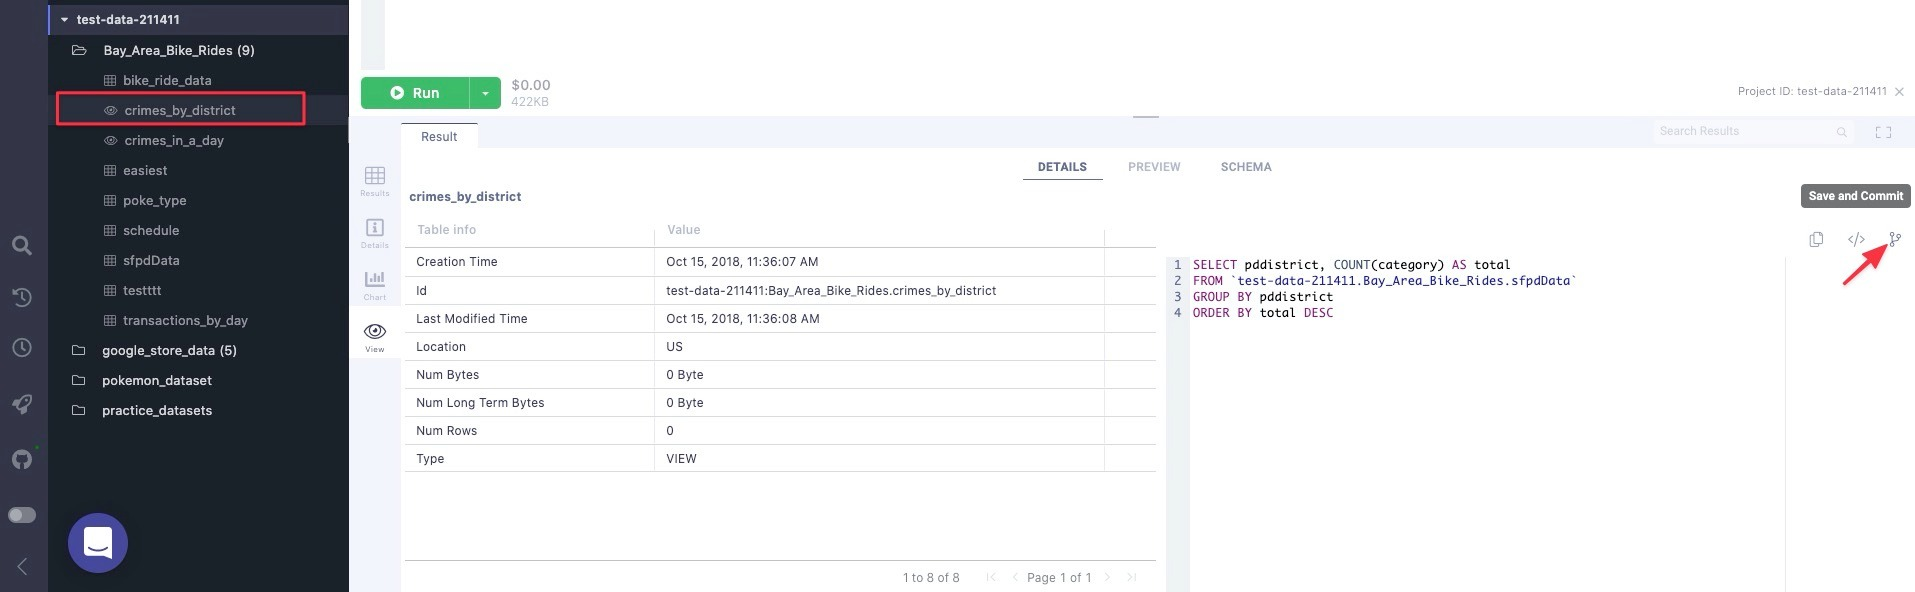 test-data-211411
Bay_Area_Bike_Rides (9)
bike_ride_data
crimes_by_district
crimes_in_a_day
easiest
poke_type
schedule
sfpdData
testttt
transactions_by_day
google_store_data (5)
pokemon_dataset
practice_datasets
Run
$0.00
422KB
Project ID: test-data-211411
Result
Search Results
Results
Details
Chart
View
DETAILS PREVIEW SCHEMA
crimes_by_district
Save and Commit
Table info Value
Creation Time Oct 15, 2018, 11:36:07 AM
Id test-data-211411:Bay_Area_Bike_Rides.crimes_by_district
Last Modified Time Oct 15, 2018, 11:36:08 AM
Location US
Num Bytes 0 Byte
Num Long Term Bytes 0 Byte
Num Rows 0
Type VIEW
1 to 8 of 8 Page 1 of 1
</>
1 SELECT pddistrict, COUNT(category) AS total
2 FROM `test-data-211411.Bay_Area_Bike_Rides.sfpdData`
3 GROUP BY pddistrict
4 ORDER BY total DESC